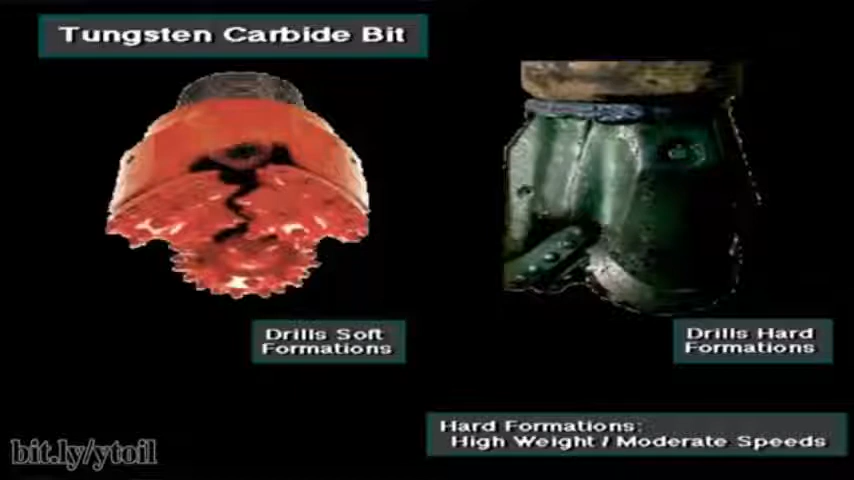 Tungsten Carbide Bit
Drills Soft
Formations
Drills Hard
Formations
Hard Formations:
High Weight / Moderate Speeds
bit.ly/ytoil